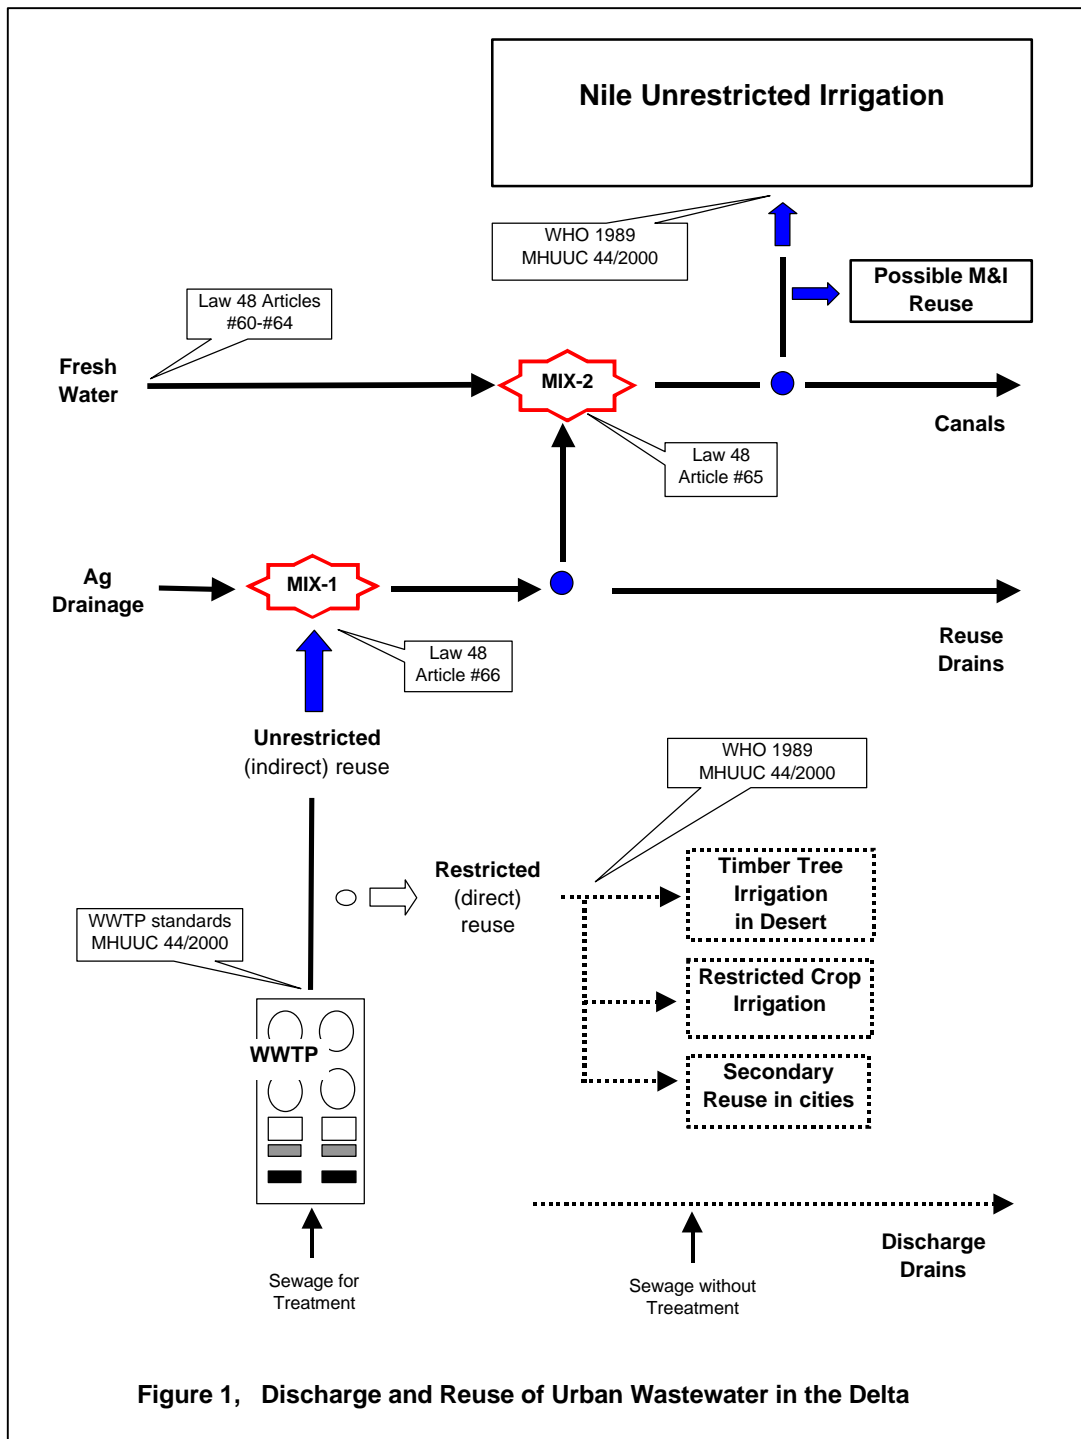 Nile Unrestricted Irrigation
WHO 1989
MHUUC 44/2000
Possible M&I
Reuse
Law 48 Articles
#60-#64
Fresh
Water
MIX-2
Canals
Law 48
Article #65
Ag
Drainage
MIX-1
Reuse
Drains
Law 48
Article #66
Unrestricted
(indirect) reuse
WHO 1989
MHUUC 44/2000
Restricted
(direct)
reuse
Timber Tree
Irrigation
in Desert
WWTP standards
MHUUC 44/2000
Restricted Crop
Irrigation
WWTP
Secondary
Reuse in cities
Discharge
Drains
Sewage for
Treatment
Sewage without
Treeatment
Figure 1, Discharge and Reuse of Urban Wastewater in the Delta